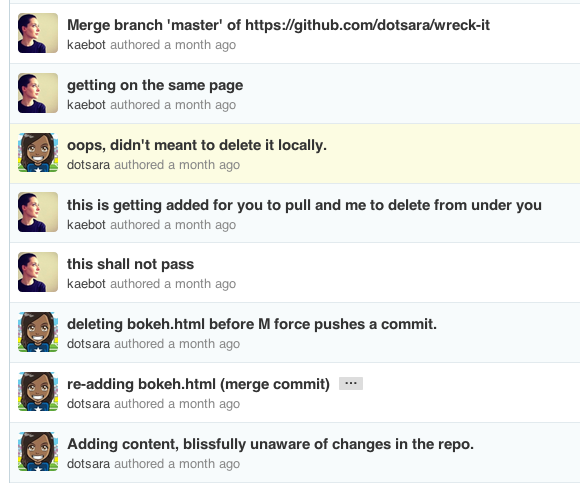 Merge branch 'master' of https://github.com/dotsara/wreck-it
kaebot authored a month ago
getting on the same page
kaebot authored a month ago
oops, didn't meant to delete it locally.
dotsara authored a month ago
this is getting added for you to pull and me to delete from under you
kaebot authored a month ago
this shall not pass
kaebot authored a month ago
deleting bokeh.html before M force pushes a commit.
dotsara authored a month ago
re-adding bokeh.html (merge commit) ...
dotsara authored a month ago
Adding content, blissfully unaware of changes in the repo.
dotsara authored a month ago